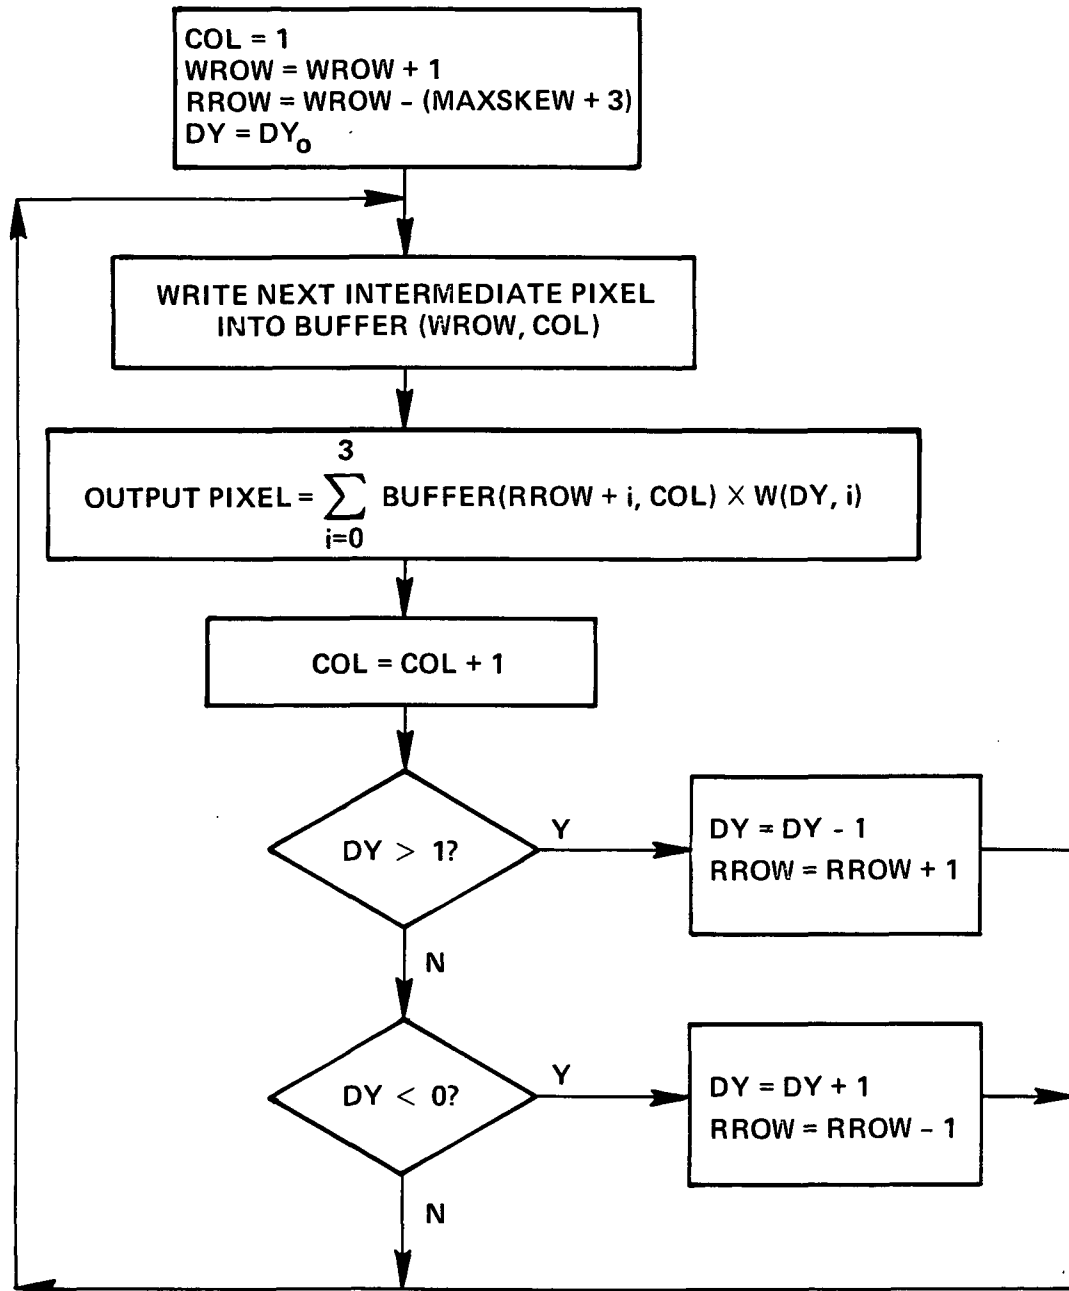 COL = 1
WROW = WROW + 1
RROW = WROW - (MAXSKEW + 3)
DY = DYo
WRITE NEXT INTERMEDIATE PIXEL
INTO BUFFER (WROW, COL)
3
OUTPUT PIXEL = ∑ BUFFER(RROW + i, COL) × W(DY, i)
i=0
COL = COL + 1
DY > 1?
Y
DY = DY - 1
RROW = RROW + 1
N
DY < 0?
Y
DY = DY + 1
RROW = RROW - 1
N